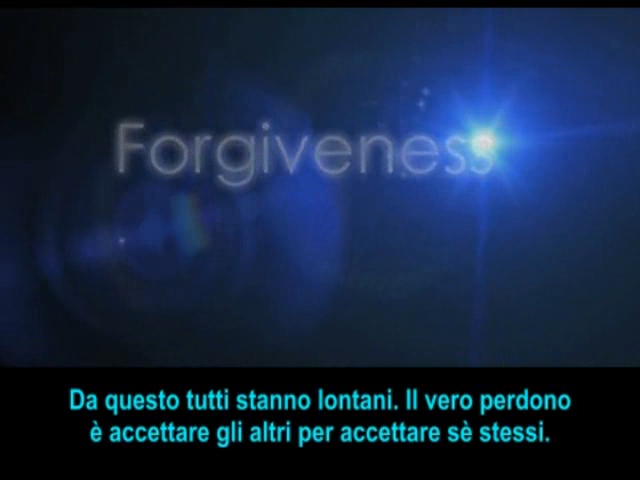 Forgiveness
Da questo tutti stanno lontani. Il vero perdono
è accettare gli altri per accettare sè stessi.